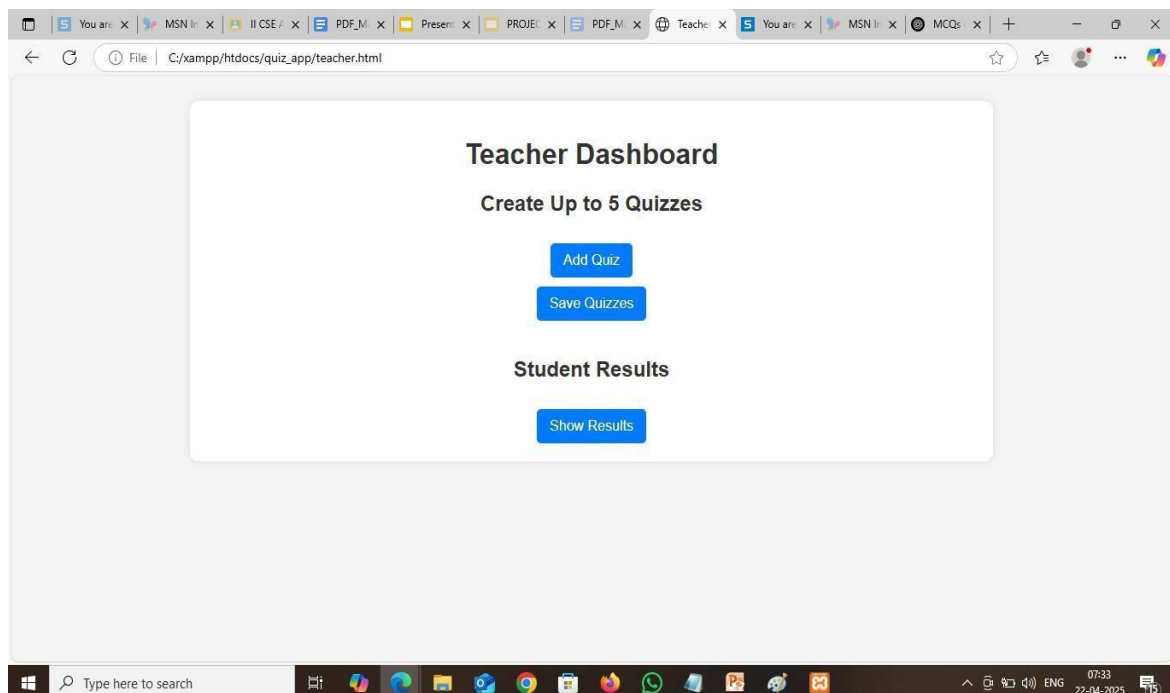 You are
MSN In
II CSE A
PDF_M
Present
PROJEC
PDF_M
Teache
You are
MSN In
MCQs
File C:/xampp/htdocs/quiz_app/teacher.html
Teacher Dashboard
Create Up to 5 Quizzes
Add Quiz
Save Quizzes
Student Results
Show Results
Type here to search
ENG
07:33
22-04-2025